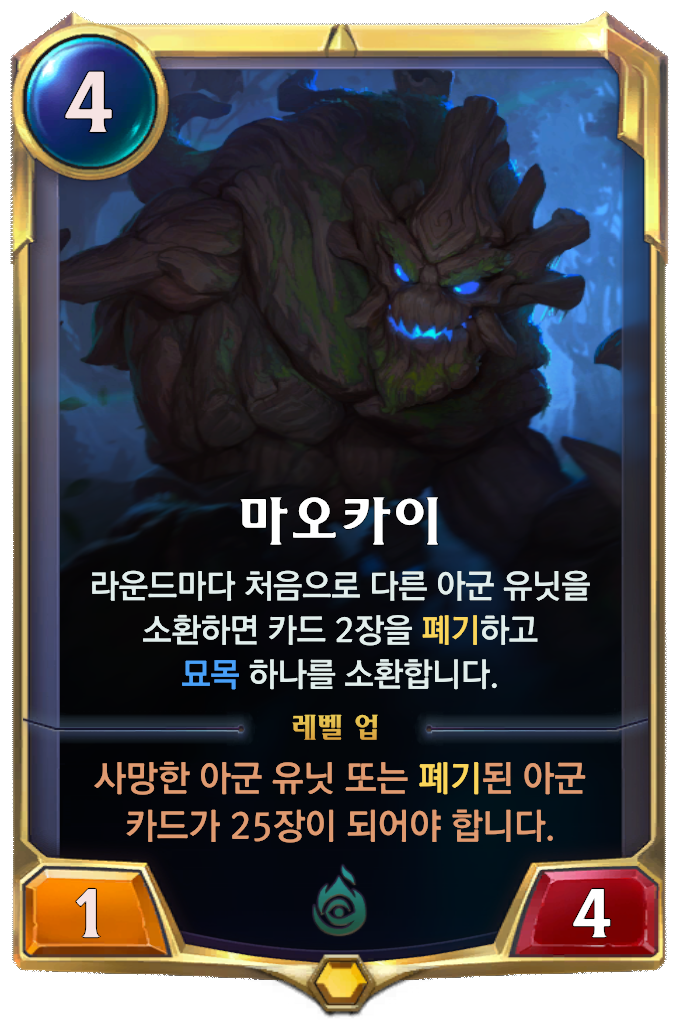 4
마오카이
라운드마다 처음으로 다른 아군 유닛을
소환하면 카드 2장을 폐기하고
묘목 하나를 소환합니다.
레벨 업
사망한 아군 유닛 또는 폐기된 아군
카드가 25장이 되어야 합니다.
1
4